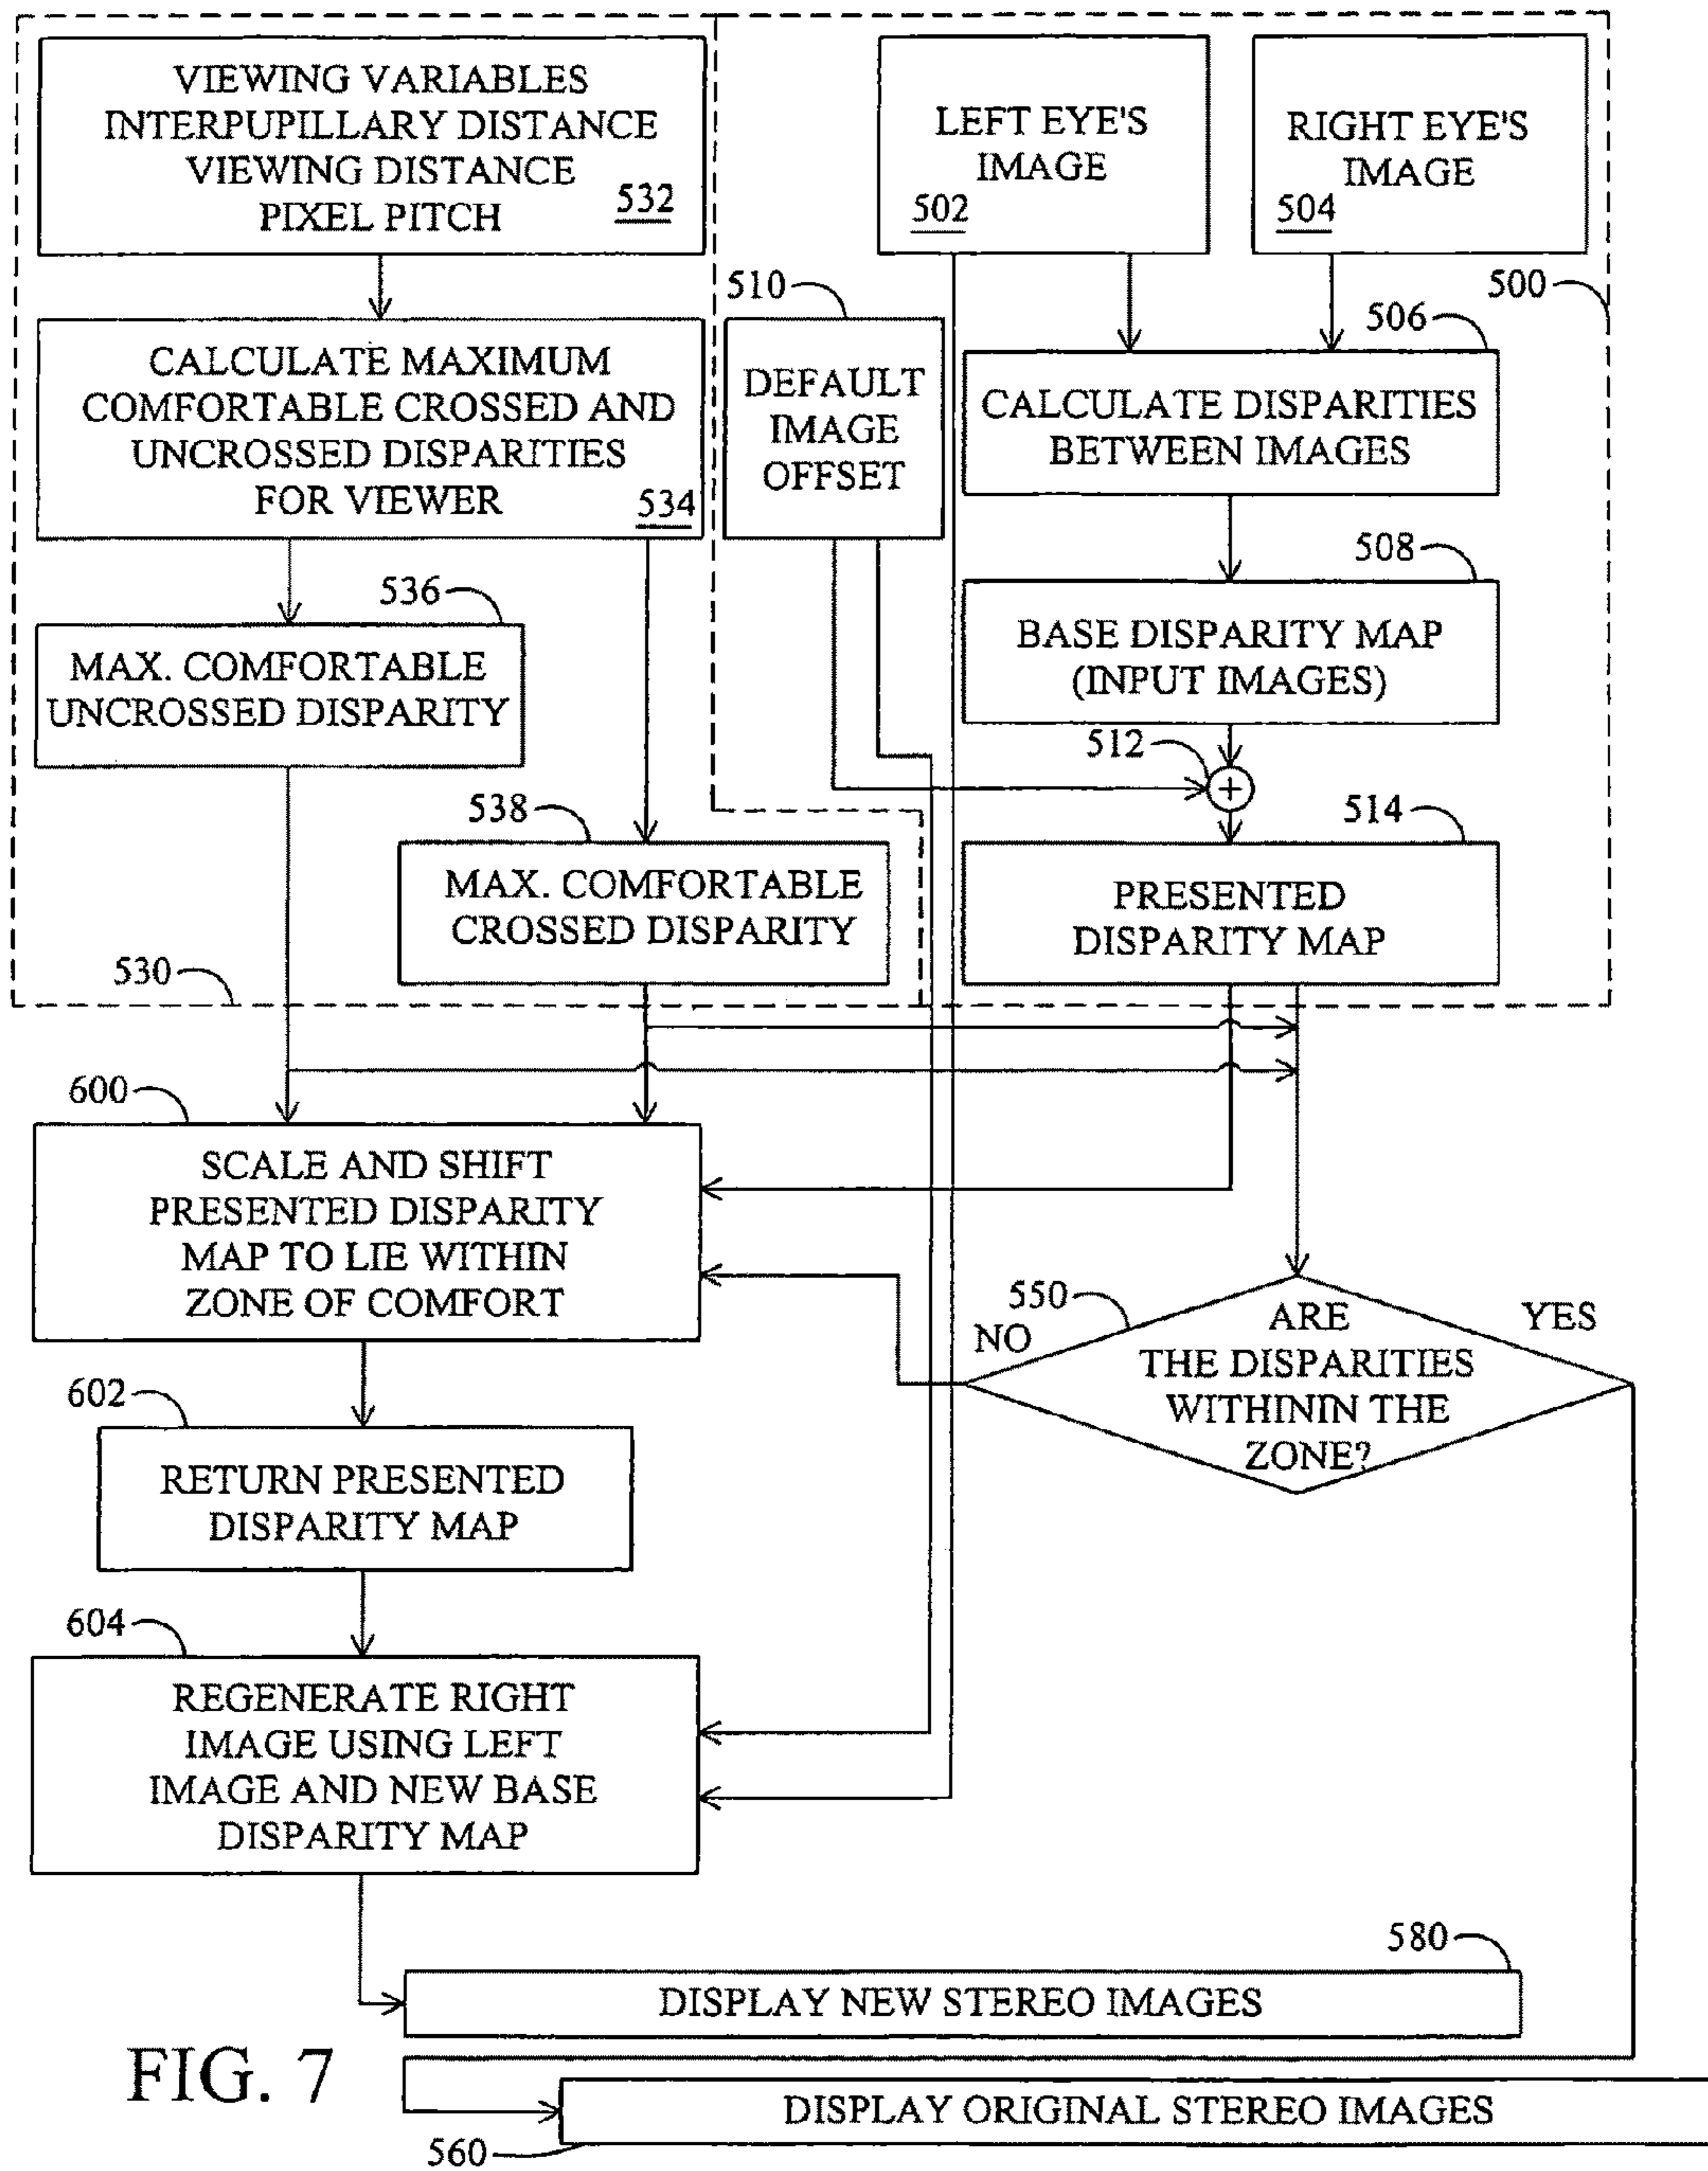 VIEWING VARIABLES
INTERPUPILLARY DISTANCE
VIEWING DISTANCE
PIXEL PITCH
532
LEFT EYE'S
IMAGE
502
RIGHT EYE'S
IMAGE
504
500
510
506
CALCULATE MAXIMUM
COMFORTABLE CROSSED AND
UNCROSSED DISPARITIES
FOR VIEWER
534
DEFAULT
IMAGE
OFFSET
CALCULATE DISPARITIES
BETWEEN IMAGES
508
536
MAX. COMFORTABLE
UNCROSSED DISPARITY
BASE DISPARITY MAP
(INPUT IMAGES)
512
+
538
514
MAX. COMFORTABLE
CROSSED DISPARITY
PRESENTED
DISPARITY MAP
530
600
SCALE AND SHIFT
PRESENTED DISPARITY
MAP TO LIE WITHIN
ZONE OF COMFORT
550
NO
YES
ARE
THE DISPARITIES
WITHININ THE
ZONE?
602
RETURN PRESENTED
DISPARITY MAP
604
REGENERATE RIGHT
IMAGE USING LEFT
IMAGE AND NEW BASE
DISPARITY MAP
580
DISPLAY NEW STEREO IMAGES
FIG. 7
DISPLAY ORIGINAL STEREO IMAGES
560